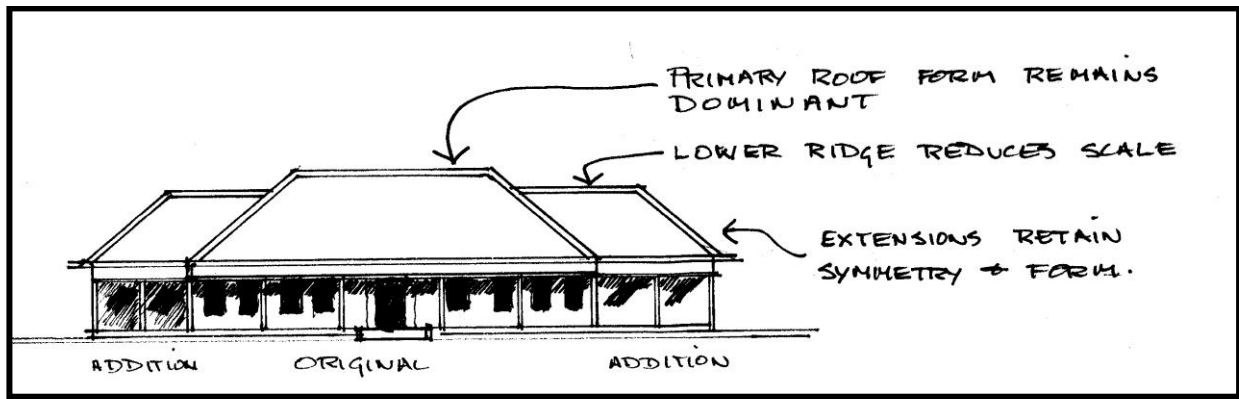 PRIMARY ROOF FORM REMAINS
DOMINANT
LOWER RIDGE REDUCES SCALE
EXTENSIONS RETAIN
SYMMETRY & FORM.
ADDITION ORIGINAL ADDITION